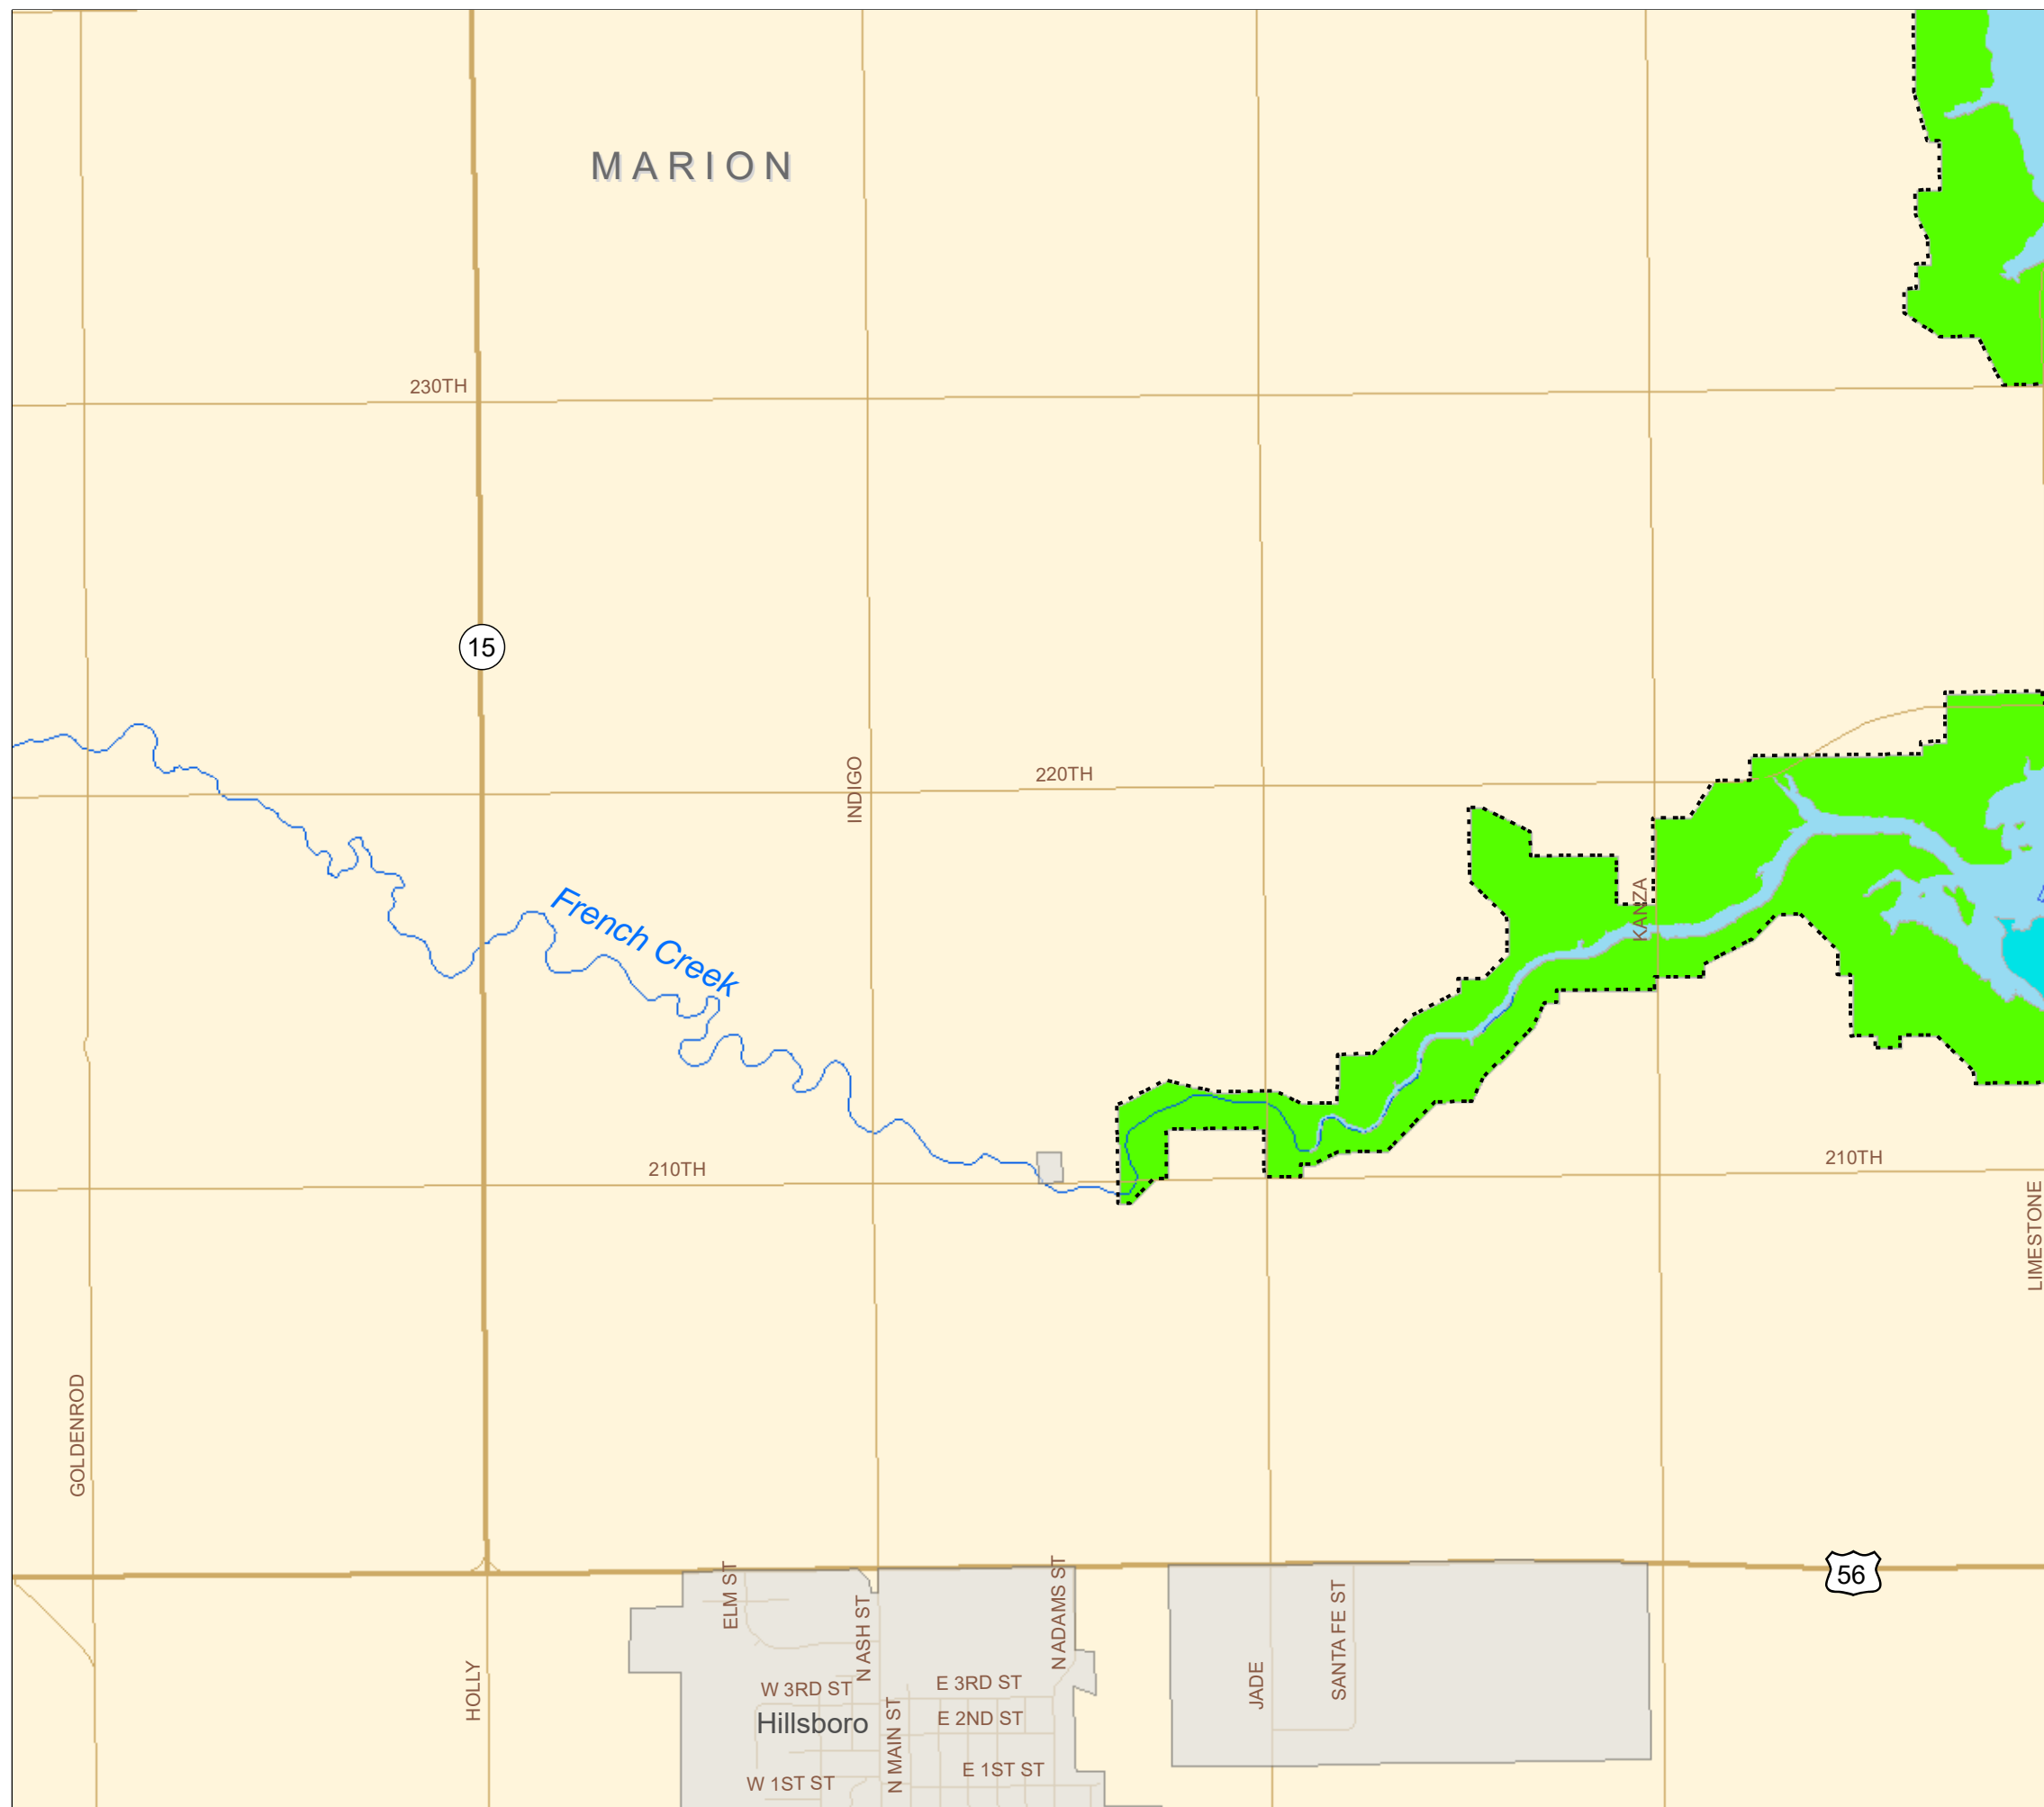 MARION
230TH
15
INDIGO
220TH
French Creek
KANZA
210TH
210TH
LIMESTONE
GOLDENROD
56
ELM ST
N ASH ST
N ADAMS ST
HOLLY
W 3RD ST
E 3RD ST
JADE
SANTA FE ST
Hillsboro
E 2ND ST
N MAIN ST
W 1ST ST
E 1ST ST